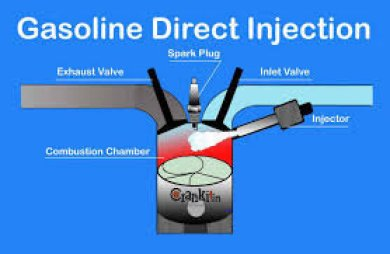 Gasoline Direct Injection
Spark Plug
Exhaust Valve
Inlet Valve
Injector
Combustion Chamber